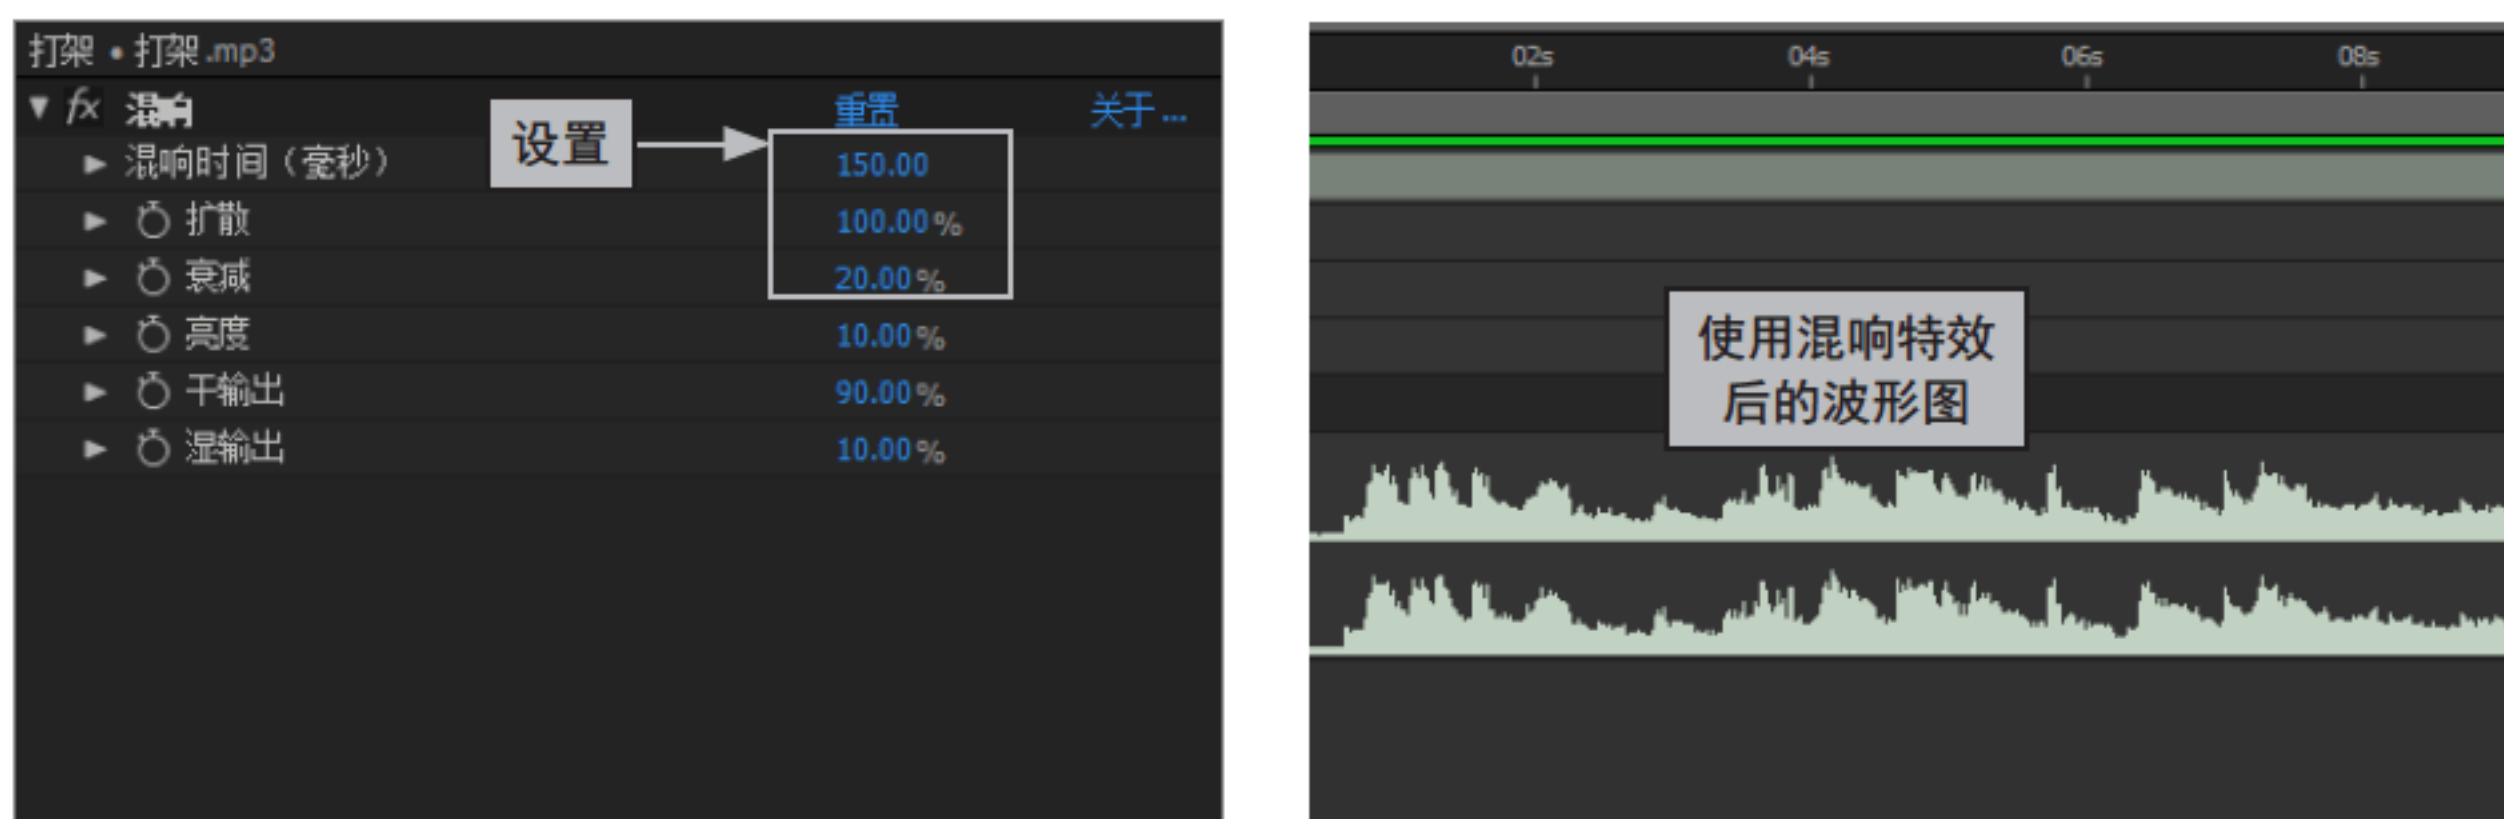 打架 • 打架.mp3
fx 混响 重置 关于...
设置
混响时间（毫秒） 150.00
扩散 100.00%
衰减 20.00%
亮度 10.00%
干输出 90.00%
湿输出 10.00%
02s 04s 06s 08s
使用混响特效
后的波形图